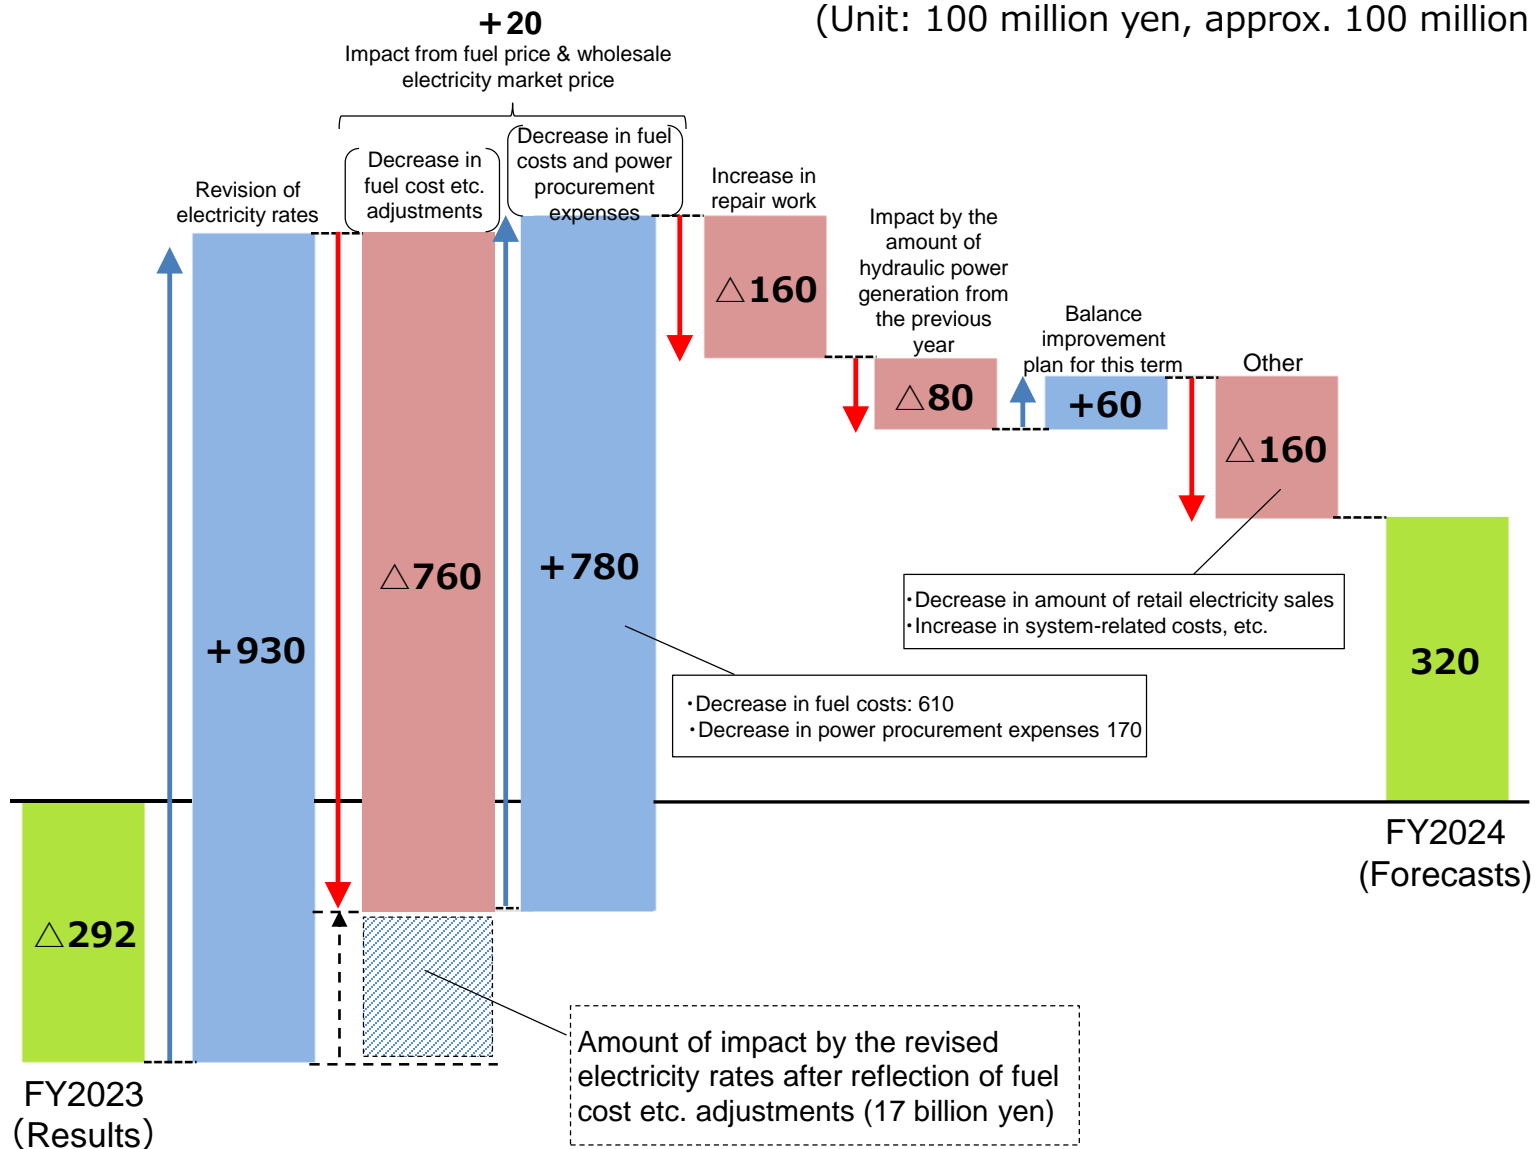 (Unit: 100 million yen, approx. 100 million
+20
Impact from fuel price & wholesale
electricity market price
Revision of
electricity rates
Decrease in
fuel cost etc.
adjustments
Decrease in fuel
costs and power
procurement
expenses
Increase in
repair work
Impact by the
amount of
hydraulic power
generation from
the previous
year
Balance
improvement
plan for this term
Other
△160
△80
+60
△160
+930
△760
+780
・Decrease in amount of retail electricity sales
・Increase in system-related costs, etc.
320
・Decrease in fuel costs: 610
・Decrease in power procurement expenses 170
△292
FY2024
(Forecasts)
Amount of impact by the revised
electricity rates after reflection of fuel
cost etc. adjustments (17 billion yen)
FY2023
(Results)